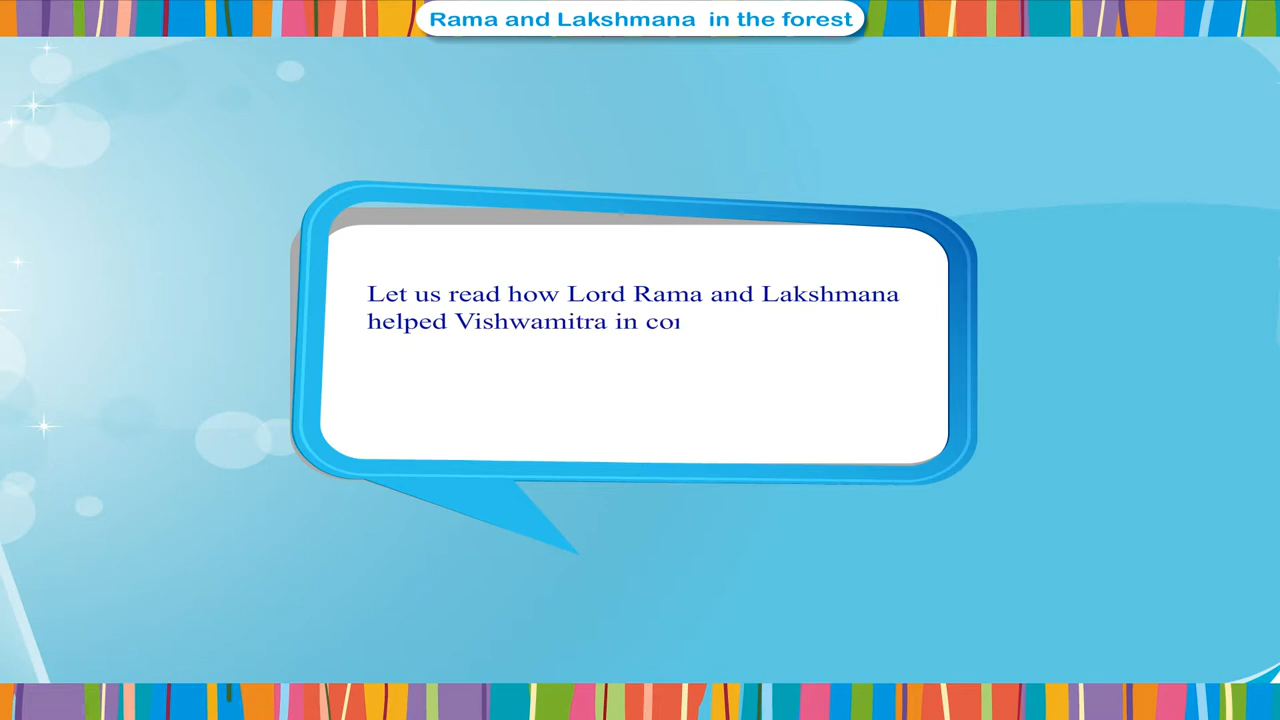 Rama and Lakshmana in the forest
Let us read how Lord Rama and Lakshmana
helped Vishwamitra in